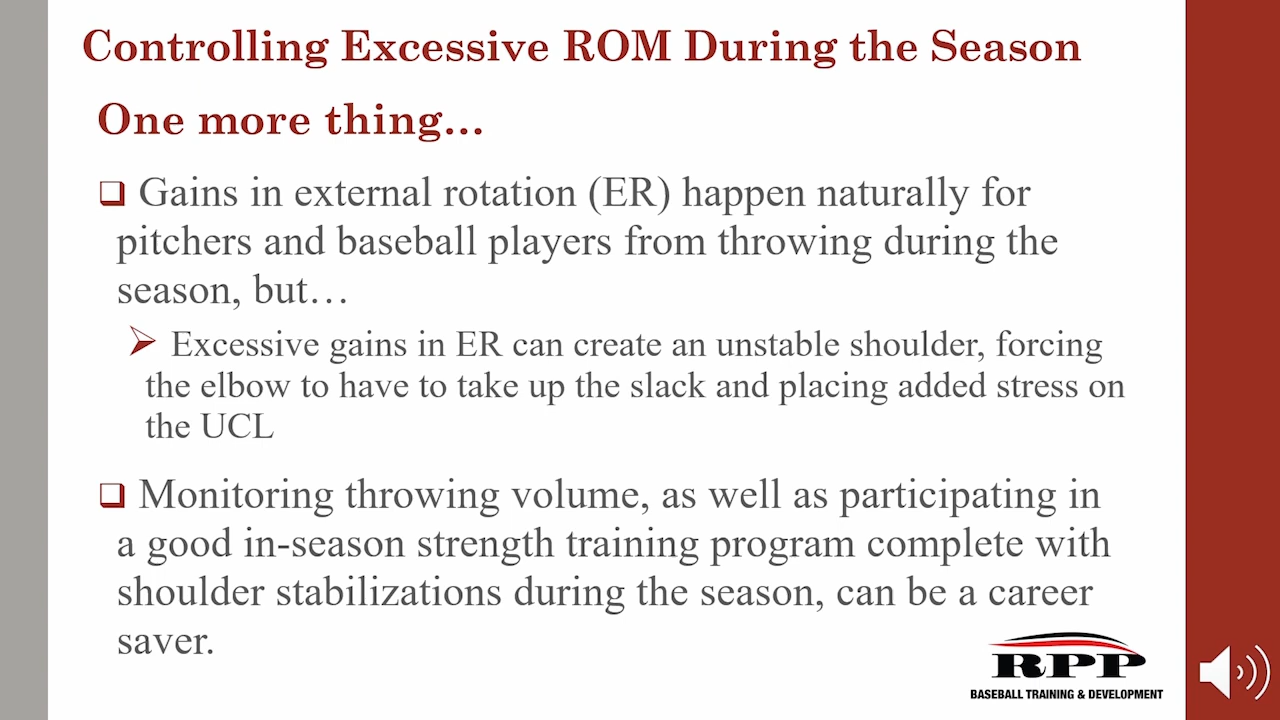 Controlling Excessive ROM During the Season
One more thing…
Gains in external rotation (ER) happen naturally for
pitchers and baseball players from throwing during the
season, but…
Excessive gains in ER can create an unstable shoulder, forcing
the elbow to have to take up the slack and placing added stress on
the UCL
Monitoring throwing volume, as well as participating in
a good in-season strength training program complete with
shoulder stabilizations during the season, can be a career
saver.
RPP
BASEBALL TRAINING & DEVELOPMENT